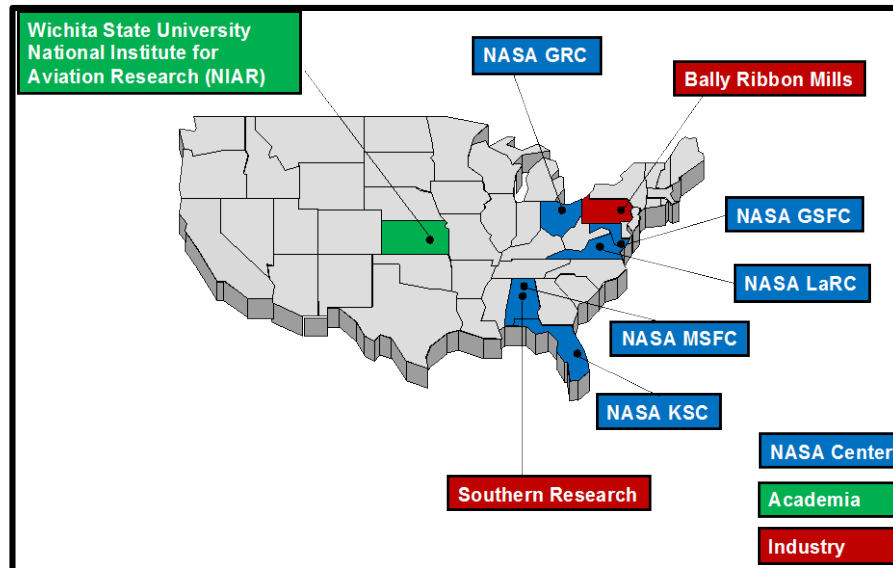 Wichita State University
National Institute for
Aviation Research (NIAR)
NASA GRC
Bally Ribbon Mills
NASA GSFC
NASA LaRC
NASA MSFC
NASA KSC
Southern Research
NASA Center
Academia
Industry